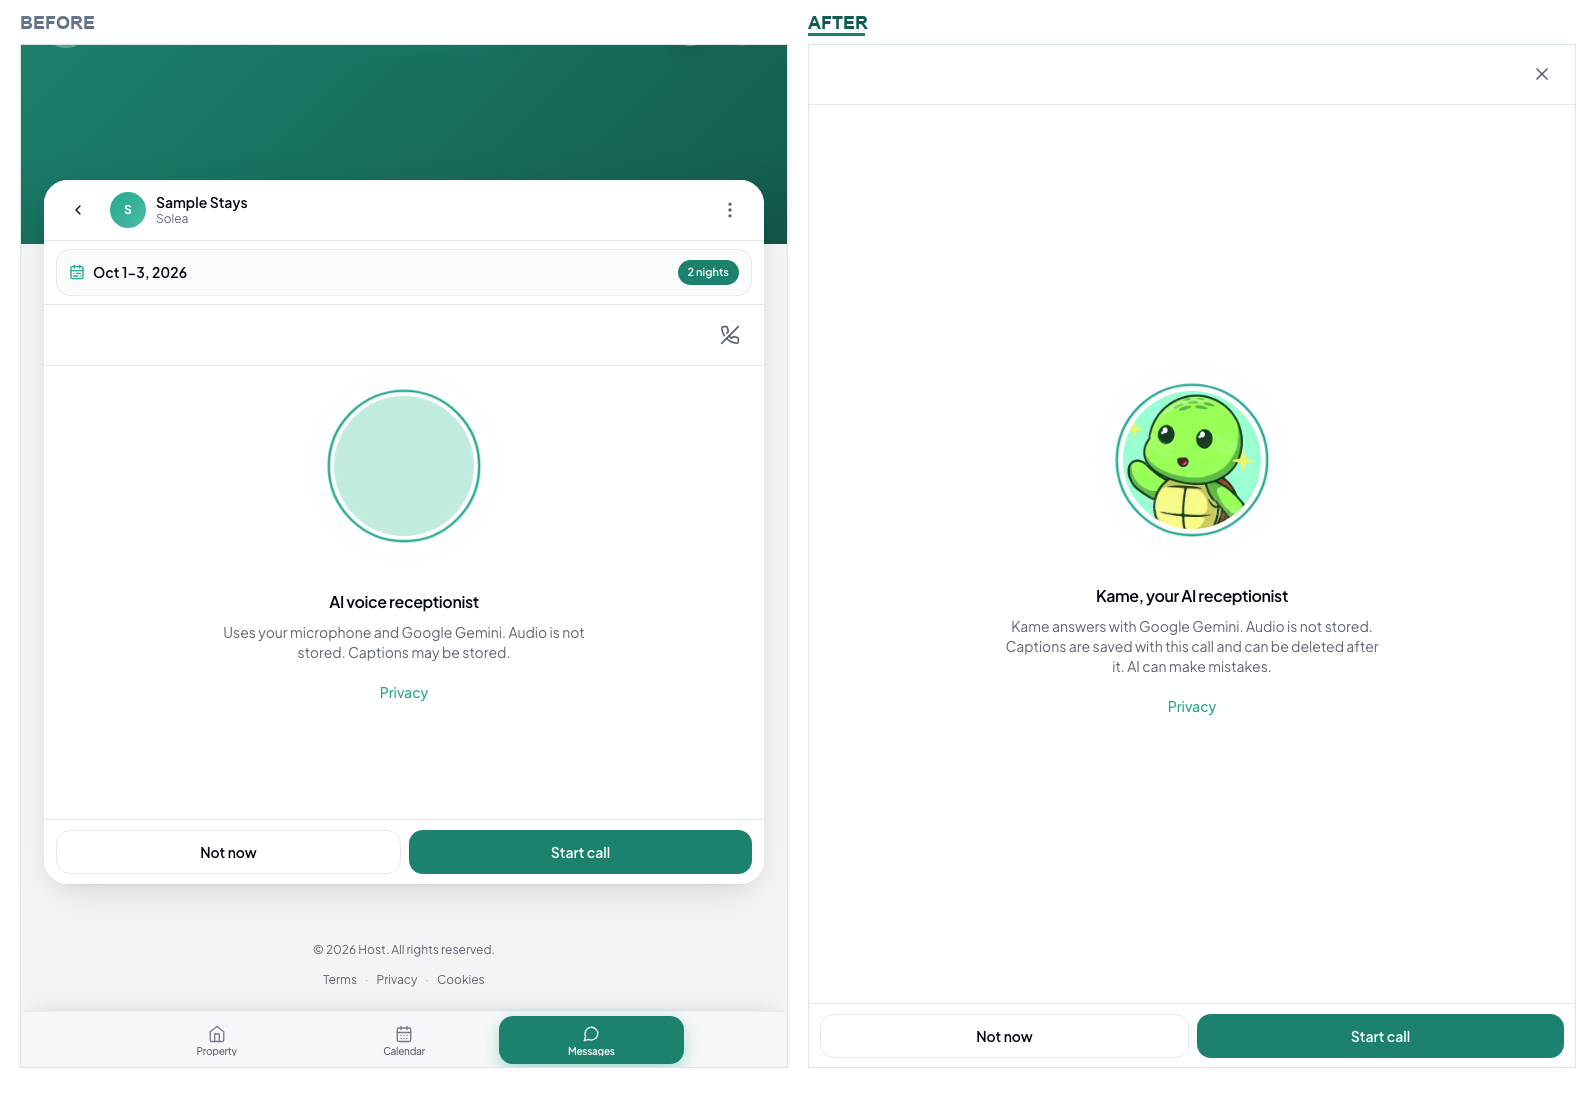 BEFORE
S
Sample Stays
Solea
Oct 1–3, 2026
2 nights
AI voice receptionist
Uses your microphone and Google Gemini. Audio is not
stored. Captions may be stored.
Privacy
Not now
Start call
© 2026 Host. All rights reserved.
Terms · Privacy · Cookies
Property
Calendar
Messages
AFTER
Kame, your AI receptionist
Kame answers with Google Gemini. Audio is not stored.
Captions are saved with this call and can be deleted after
it. AI can make mistakes.
Privacy
Not now
Start call